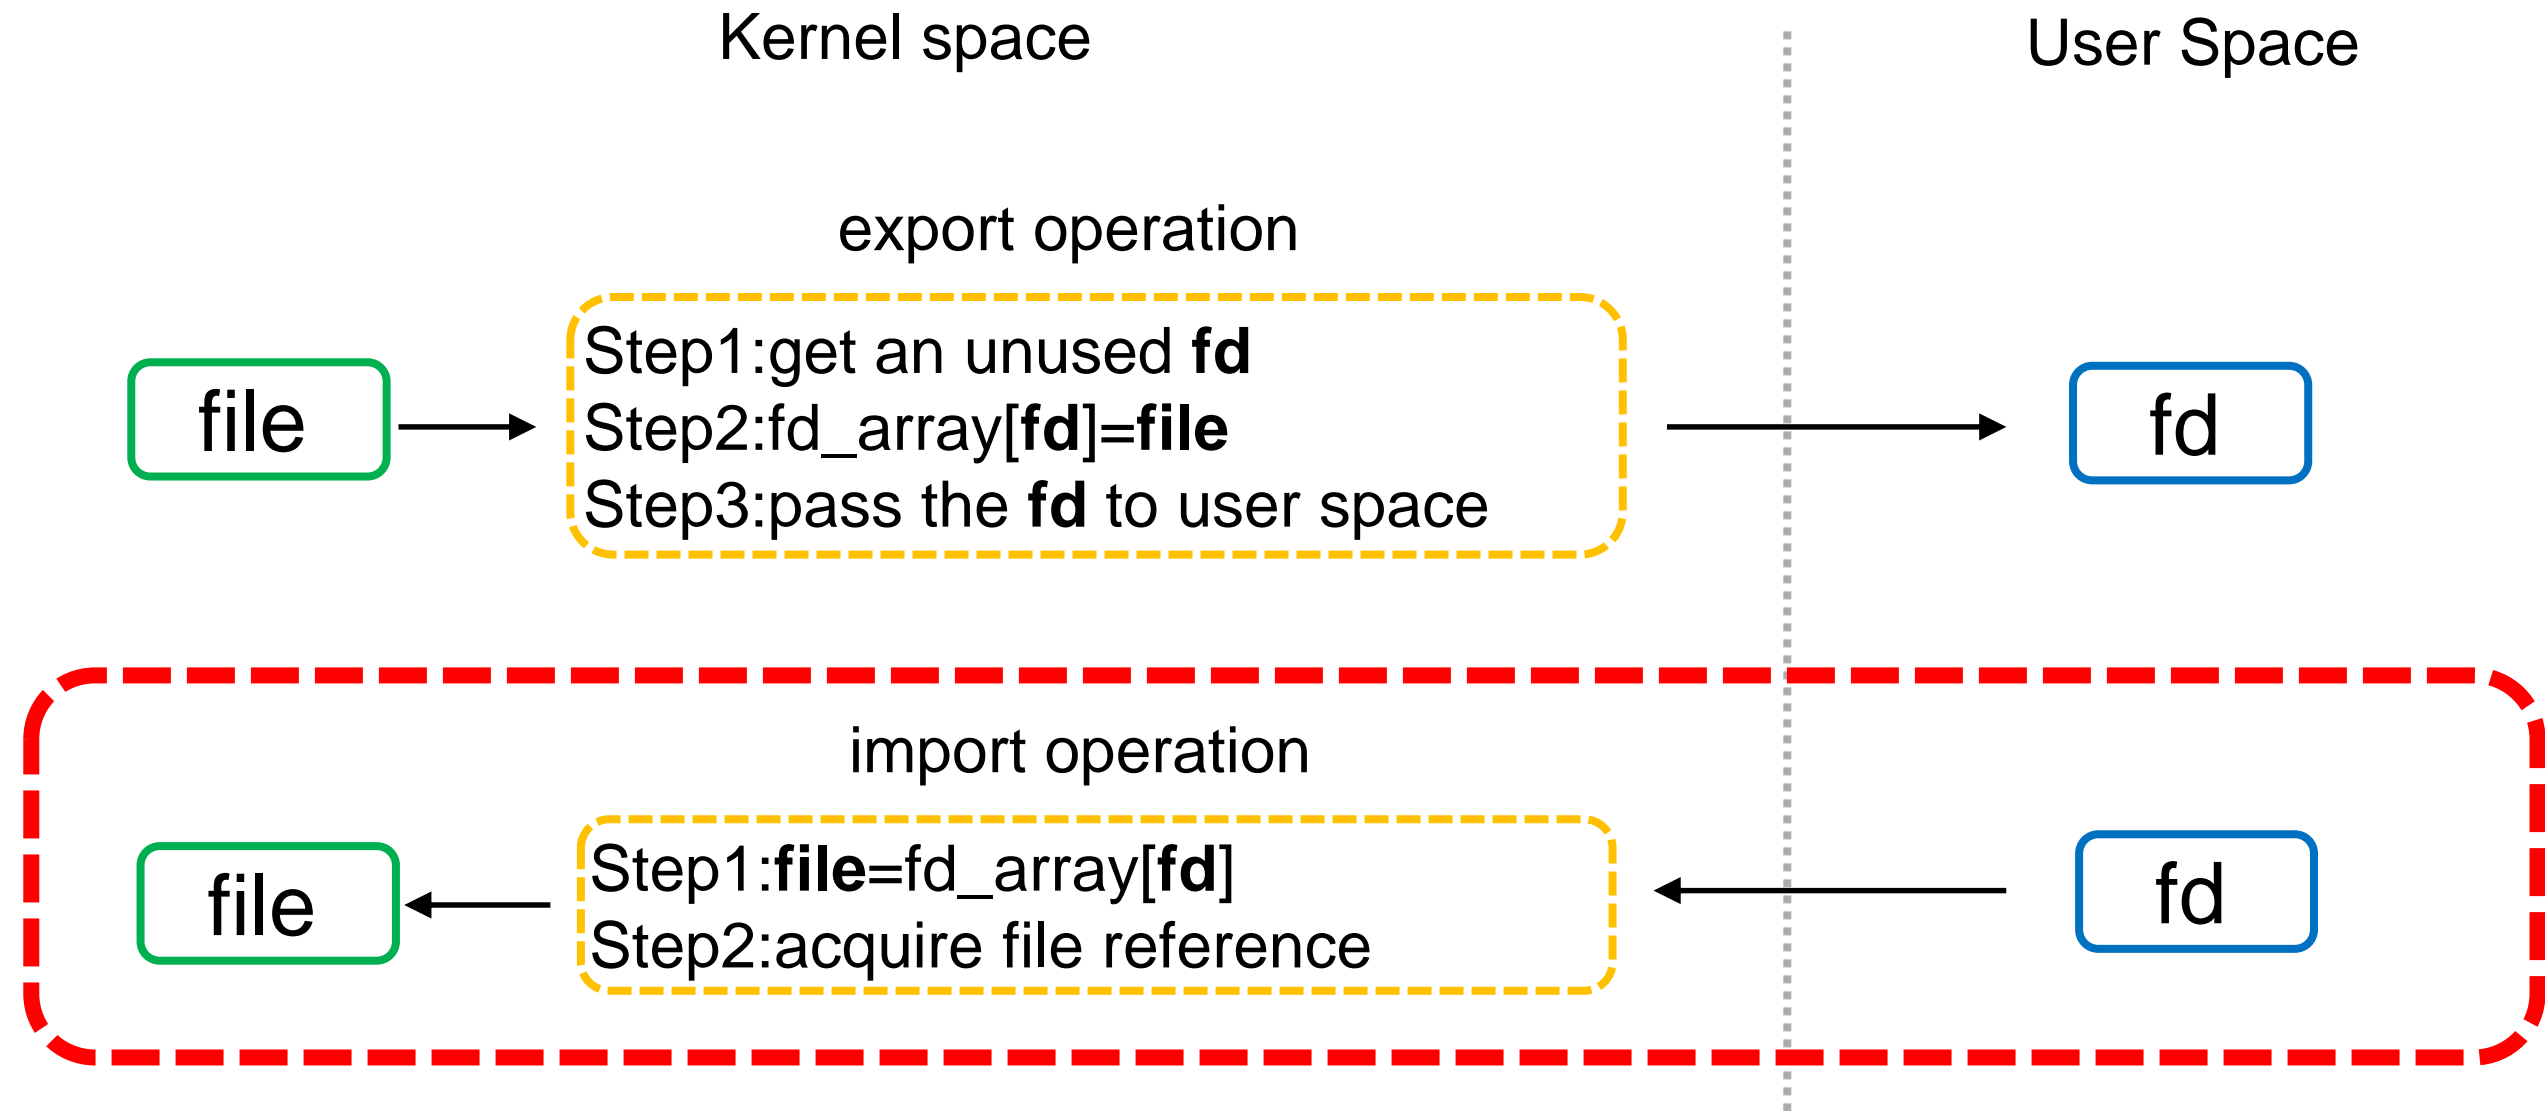 Kernel space
User Space
export operation
file
Step1:get an unused fd
Step2:fd_array[fd]=file
Step3:pass the fd to user space
fd
import operation
file
Step1:file=fd_array[fd]
Step2:acquire file reference
fd